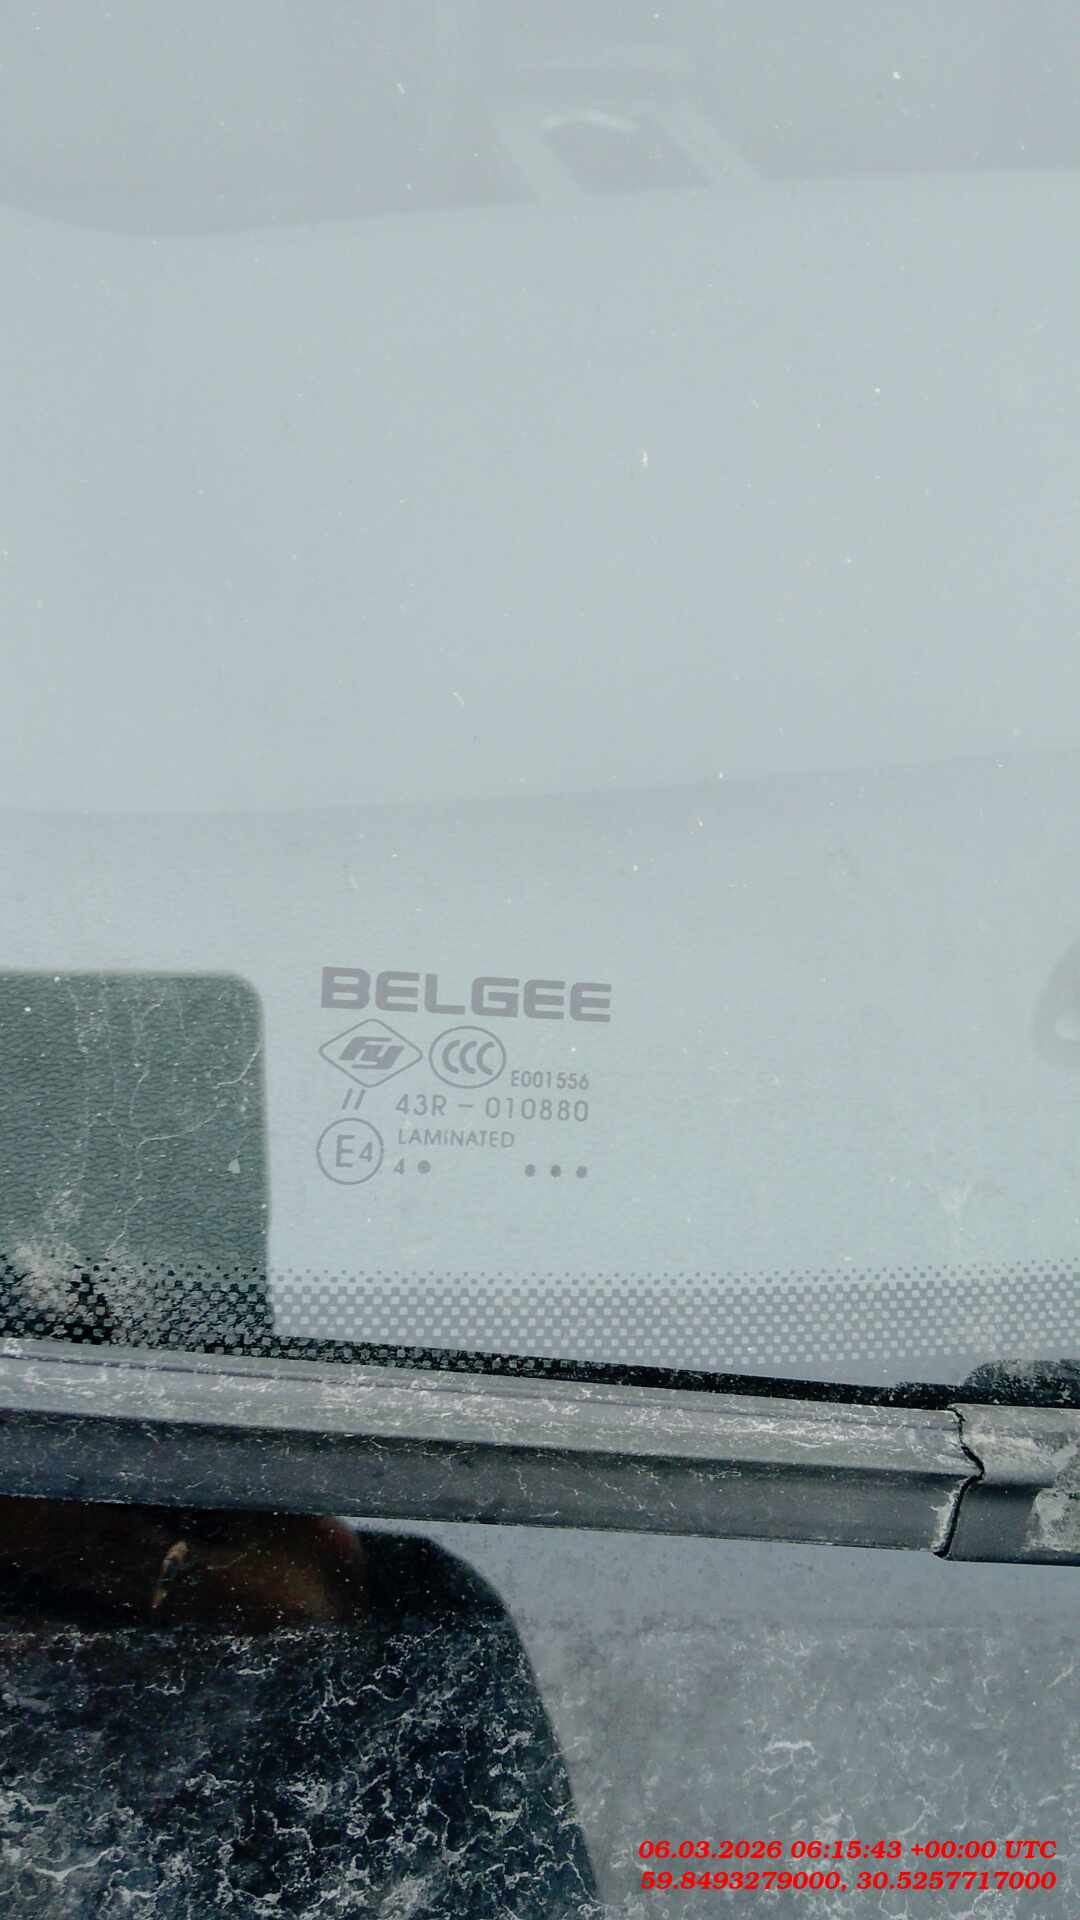 BELGEE
fy CCC E001556
// 43R - 010880
E4 LAMINATED
4 ● ● ● ●
06.03.2026 06:15:43 +00:00 UTC
59.8493279000, 30.5257717000